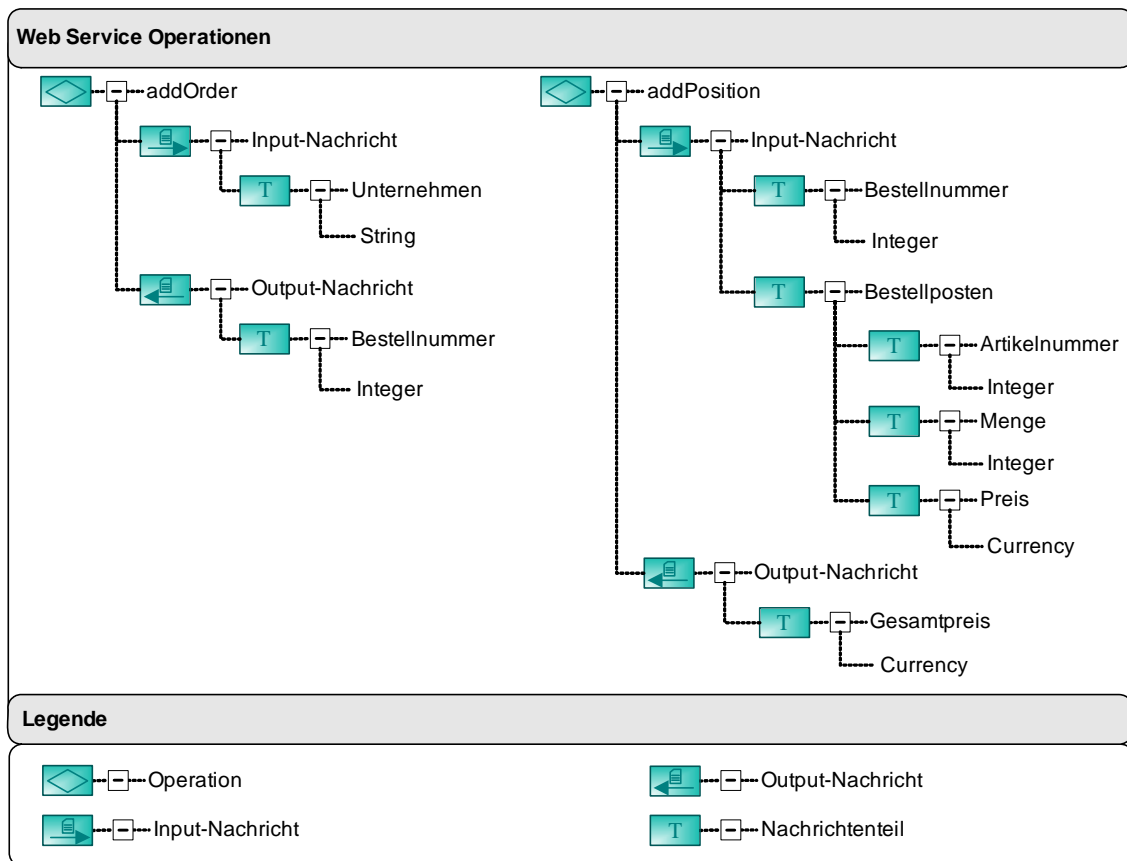 Web Service Operationen
addOrder
Input-Nachricht
T
Unternehmen
String
Output-Nachricht
T
Bestellnummer
Integer
addPosition
Input-Nachricht
T
Bestellnummer
Integer
T
Bestellposten
T
Artikelnummer
Integer
T
Menge
Integer
T
Preis
Currency
Output-Nachricht
T
Gesamtpreis
Currency
Legende
Operation
Input-Nachricht
Output-Nachricht
T
Nachrichtenteil